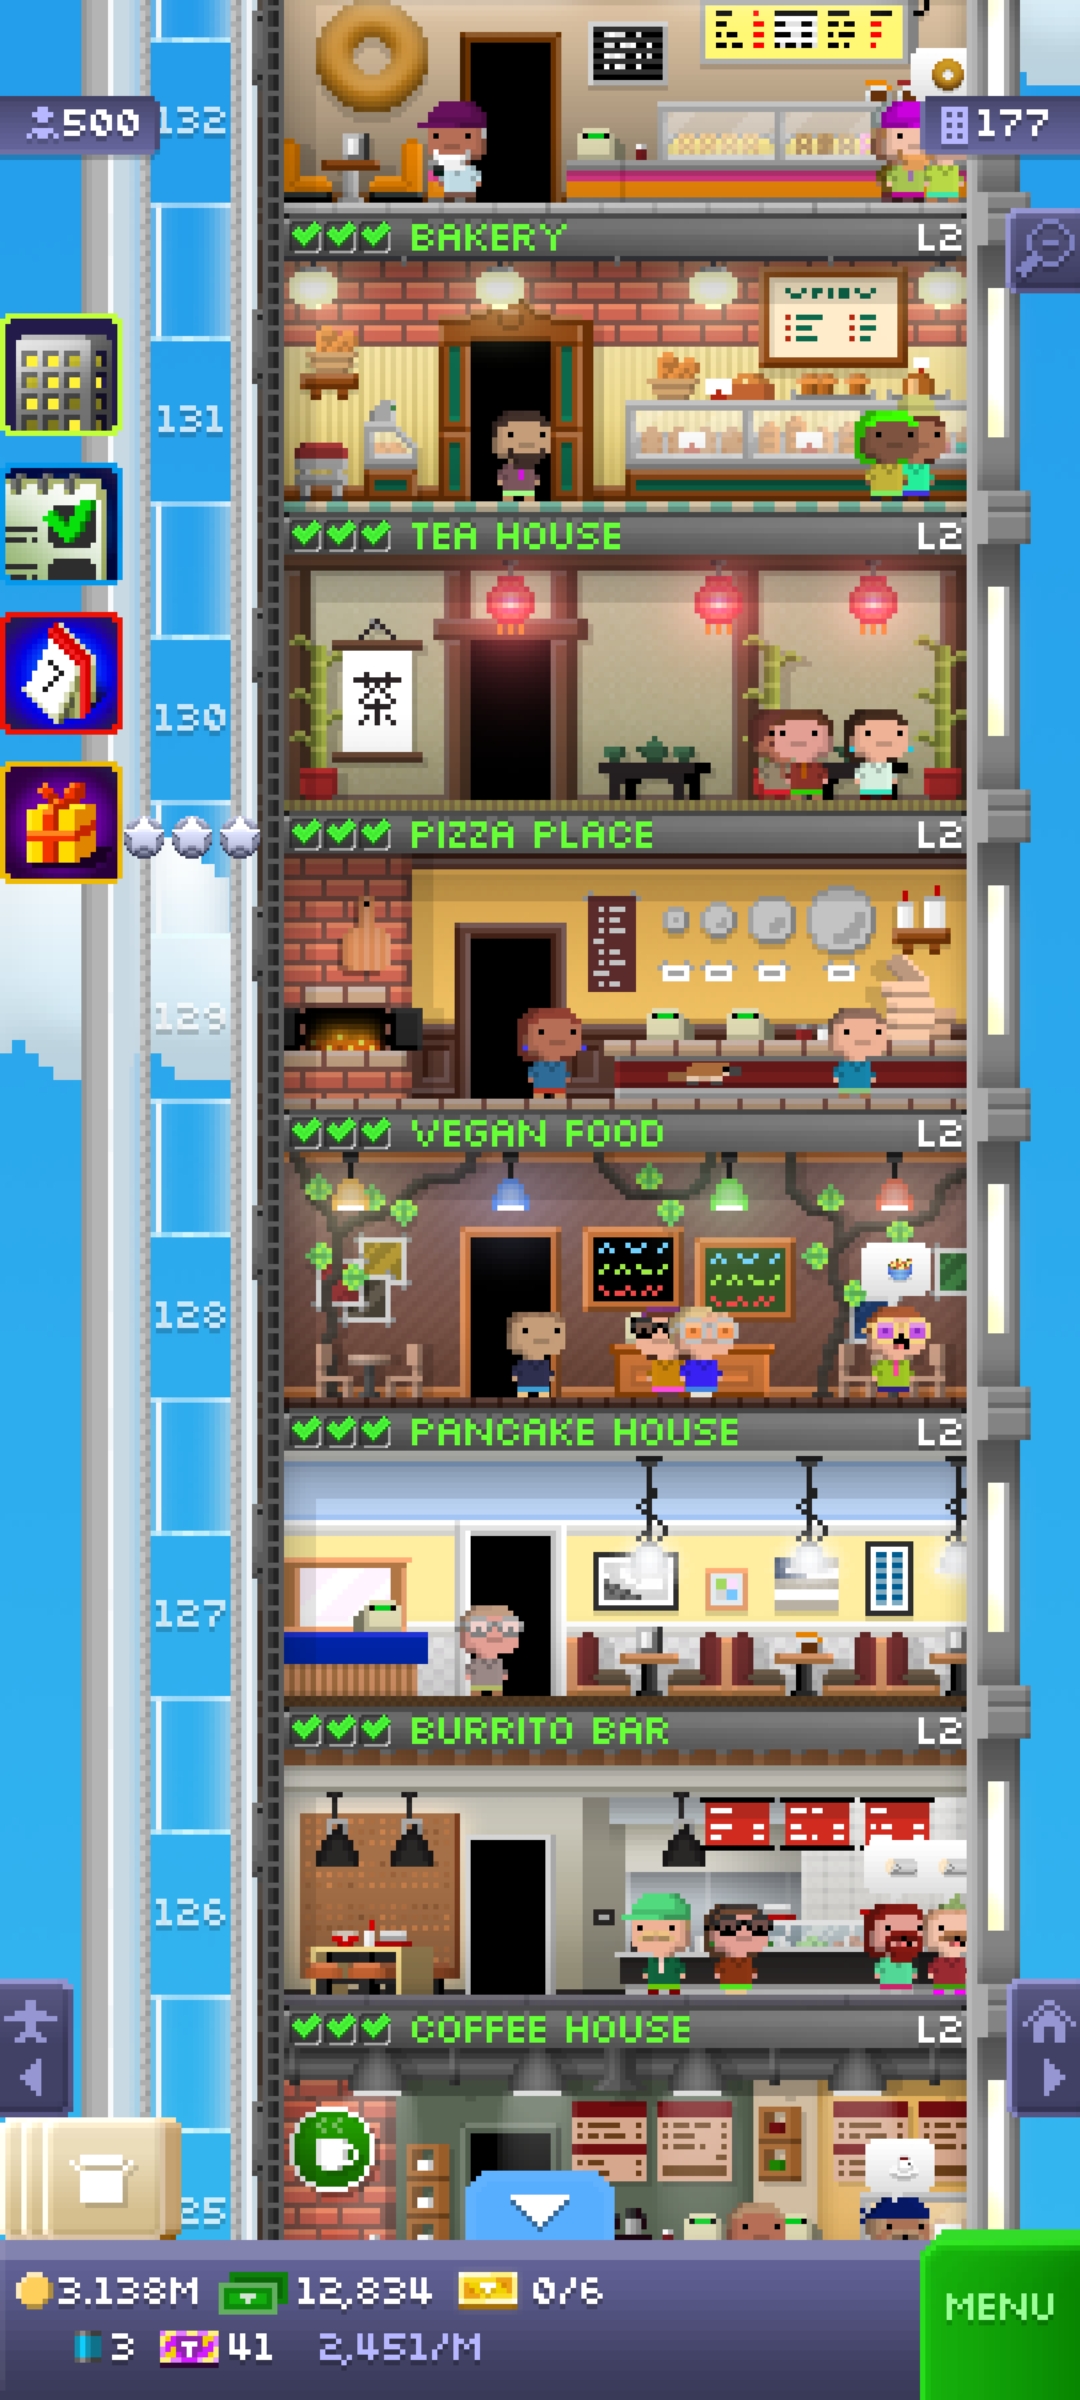 500
132
177
BAKERY L2
131
TEA HOUSE L2
茶
130
PIZZA PLACE L2
129
VEGAN FOOD L2
128
PANCAKE HOUSE L2
127
BURRITO BAR L2
126
COFFEE HOUSE L2
25
3.138M 12,834 0/6
3 41 2,451/M
MENU